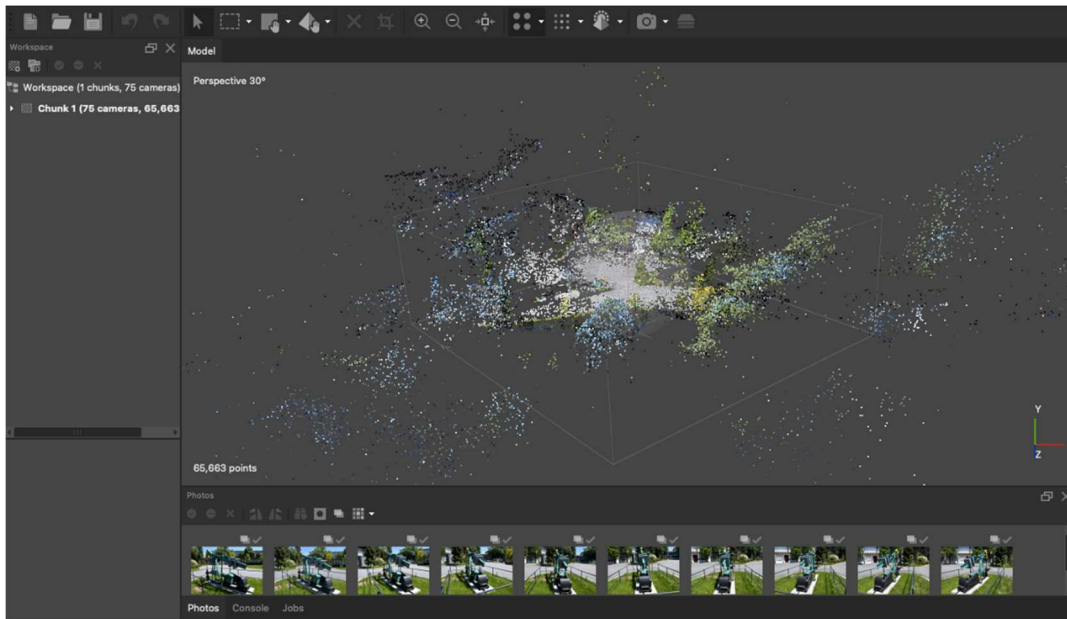 Workspace
Model
Workspace (1 chunks, 75 cameras)
Chunk 1 (75 cameras, 65,663
Perspective 30°
65,663 points
Y
Z
Photos
Photos Console Jobs